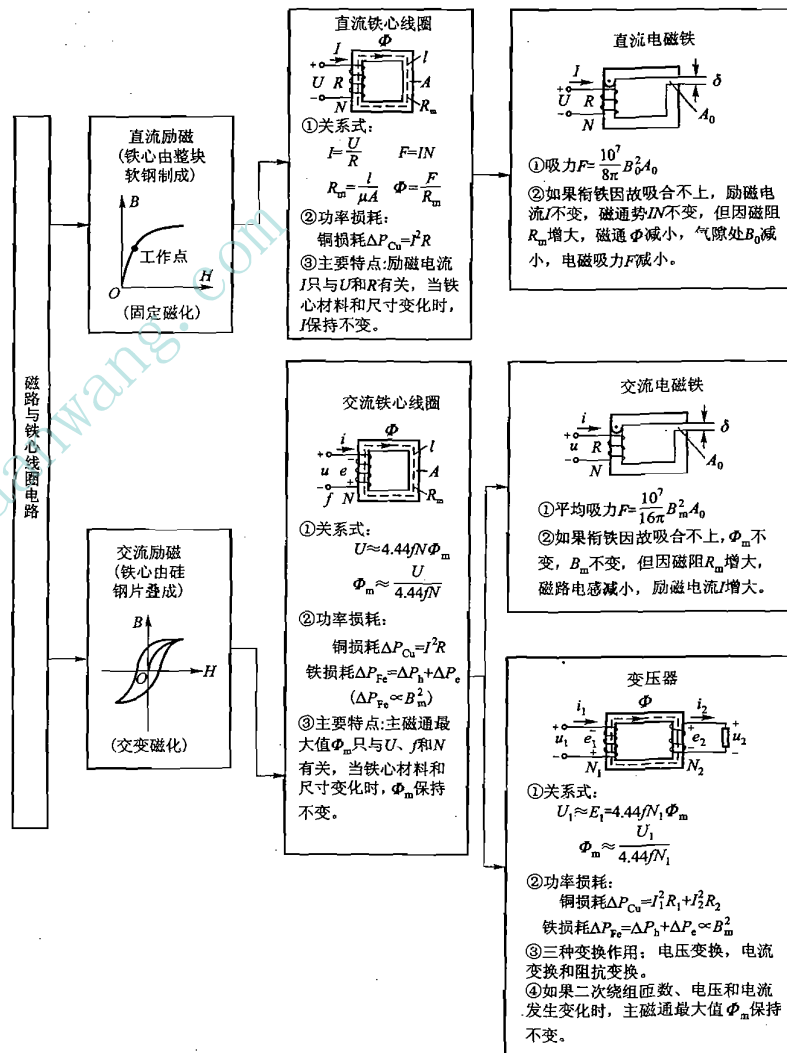 磁路与铁心线圈电路
直流励磁
(铁心由整块
软钢制成)
B
工作点
O
H
(固定磁化)
交流励磁
(铁心由硅
钢片叠成)
B
O
H
(交变磁化)
直流铁心线圈
Φ
I
l
+
U R
A
−
N
Rm
①关系式:
I=U/R F=IN
Rm=l/μA Φ=F/Rm
②功率损耗:
铜损耗ΔPCu=I²R
③主要特点:励磁电流
I只与U和R有关，当铁
心材料和尺寸变化时，
I保持不变。
直流电磁铁
I
δ
+
U R
−
N
A0
①吸力F=10⁷/8π B0²A0
②如果衔铁因故吸合不上，励磁电
流I不变，磁通势IN不变，但因磁阻
Rm增大，磁通Φ减小，气隙处B0减
小，电磁吸力F减小。
交流铁心线圈
Φ
i
l
+ −
u e
A
− +
f N
Rm
①关系式:
U≈4.44fNΦm
Φm≈U/4.44fN
②功率损耗:
铜损耗ΔPCu=I²R
铁损耗ΔPFe=ΔPh+ΔPe
(ΔPFe∝Bm²)
③主要特点:主磁通最
大值Φm只与U、f和N
有关，当铁心材料和
尺寸变化时，Φm保持
不变。
交流电磁铁
i
δ
+
u R
−
N
A0
①平均吸力F=10⁷/16π Bm²A0
②如果衔铁因故吸合不上，Φm不
变，Bm不变，但因磁阻Rm增大，
磁路电感减小，励磁电流I增大。
变压器
Φ
i1 i2
+ − + +
u1 e1 e2 u2
− + − −
N1 N2
①关系式:
U1≈E1=4.44fN1Φm
Φm≈U1/4.44fN1
②功率损耗:
铜损耗ΔPCu=I1²R1+I2²R2
铁损耗ΔPFe=ΔPh+ΔPe∝Bm²
③三种变换作用：电压变换，电流
变换和阻抗变换。
④如果二次绕组匝数、电压和电流
发生变化时，主磁通最大值Φm保持
不变。
anwang.com